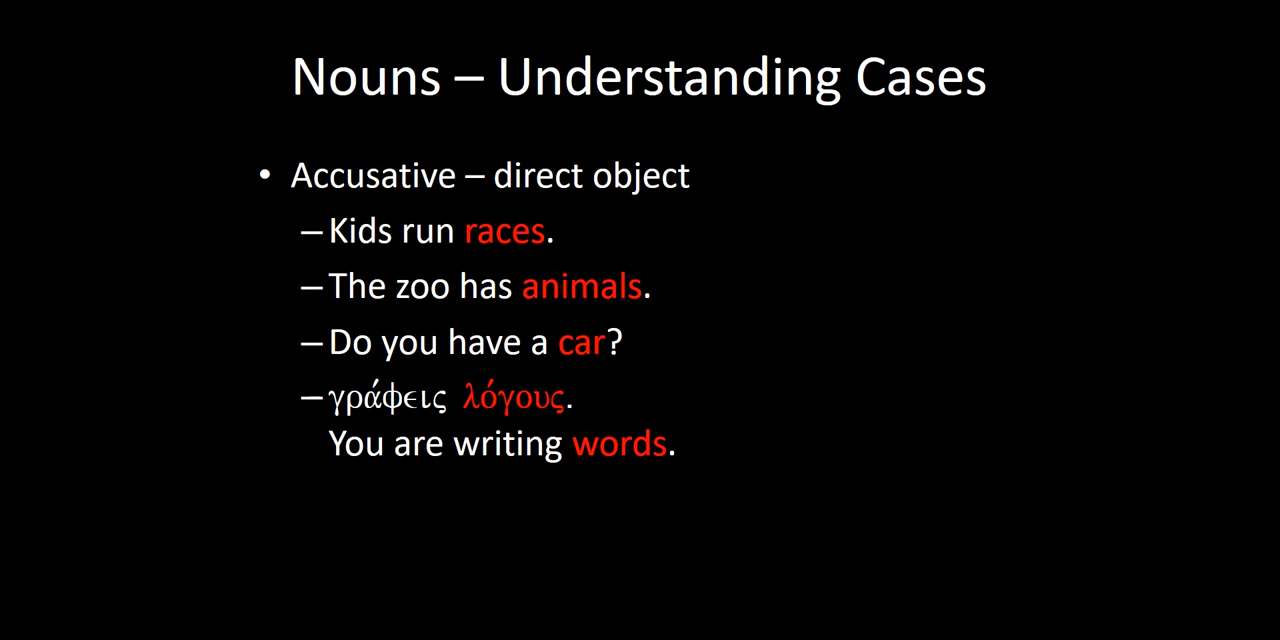 Nouns – Understanding Cases
• Accusative – direct object
– Kids run races.
– The zoo has animals.
– Do you have a car?
– γράφεις λόγους.
You are writing words.